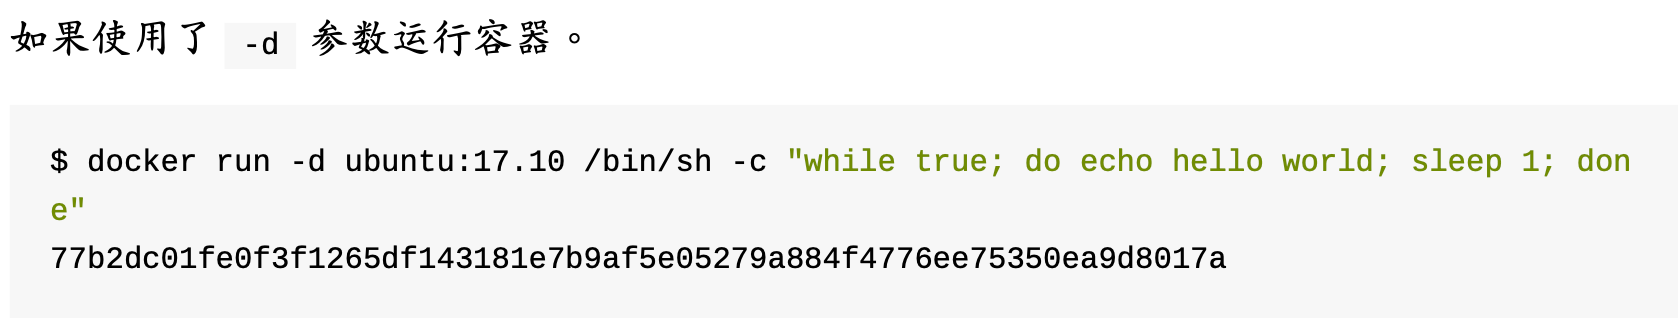 如果使用了 -d 参数运行容器。
$ docker run -d ubuntu:17.10 /bin/sh -c "while true; do echo hello world; sleep 1; don
e"
77b2dc01fe0f3f1265df143181e7b9af5e05279a884f4776ee75350ea9d8017a